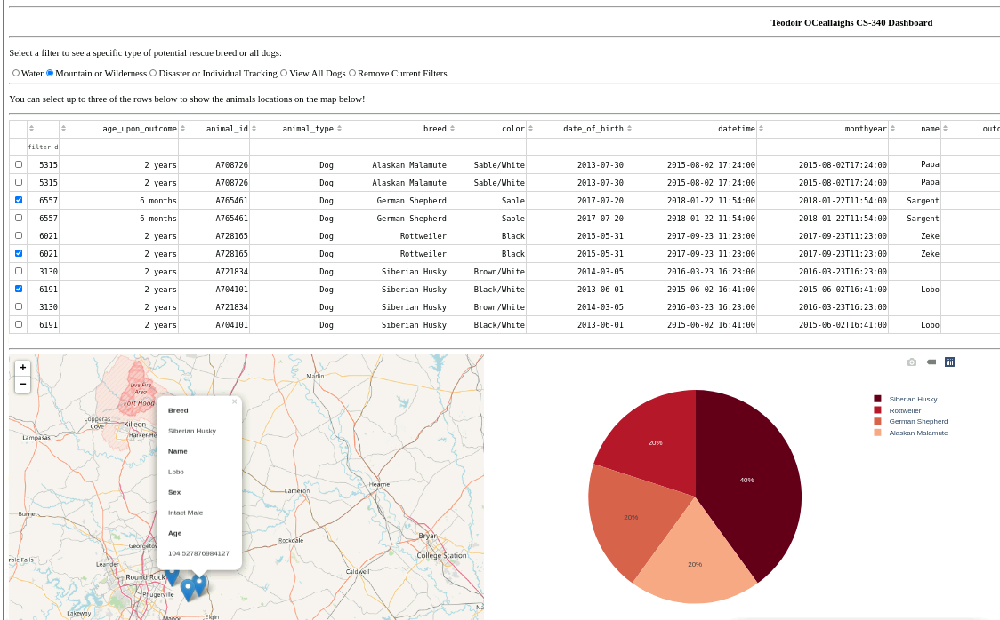 Teodoir OCeallaighs CS-340 Dashboard
Select a filter to see a specific type of potential rescue breed or all dogs:
Water Mountain or Wilderness Disaster or Individual Tracking View All Dogs Remove Current Filters
You can select up to three of the rows below to show the animals locations on the map below!
age_upon_outcome animal_id animal_type breed color date_of_birth datetime monthyear name outc
filter d
5315 2 years A708726 Dog Alaskan Malamute Sable/White 2013-07-30 2015-08-02 17:24:00 2015-08-02T17:24:00 Papa
5315 2 years A708726 Dog Alaskan Malamute Sable/White 2013-07-30 2015-08-02 17:24:00 2015-08-02T17:24:00 Papa
6557 6 months A765461 Dog German Shepherd Sable 2017-07-20 2018-01-22 11:54:00 2018-01-22T11:54:00 Sargent
6557 6 months A765461 Dog German Shepherd Sable 2017-07-20 2018-01-22 11:54:00 2018-01-22T11:54:00 Sargent
6021 2 years A728165 Dog Rottweiler Black 2015-05-31 2017-09-23 11:23:00 2017-09-23T11:23:00 Zeke
6021 2 years A728165 Dog Rottweiler Black 2015-05-31 2017-09-23 11:23:00 2017-09-23T11:23:00 Zeke
3130 2 years A721834 Dog Siberian Husky Brown/White 2014-03-05 2016-03-23 16:23:00 2016-03-23T16:23:00
6191 2 years A704101 Dog Siberian Husky Black/White 2013-06-01 2015-06-02 16:41:00 2015-06-02T16:41:00 Lobo
3130 2 years A721834 Dog Siberian Husky Brown/White 2014-03-05 2016-03-23 16:23:00 2016-03-23T16:23:00
6191 2 years A704101 Dog Siberian Husky Black/White 2013-06-01 2015-06-02 16:41:00 2015-06-02T16:41:00 Lobo
+
−
Marlin
Live Fire
Area
Fort Hood
Copperas
Cove
Killeen
Harker He
Lampasas
×
Breed
Siberian Husky
Name
Lobo
Sex
Intact Male
Age
104.527876984127
Hearne
Cameron
Burnet
Rockdale
Bryan
Georgetow
College Station
rble Falls
Leander
Caldwell
Round Rock
Pflugerville
Lakeway
Manor
Elgin
Na
Siberian Husky
Rottweiler
German Shepherd
Alaskan Malamute
20%
40%
20%
20%